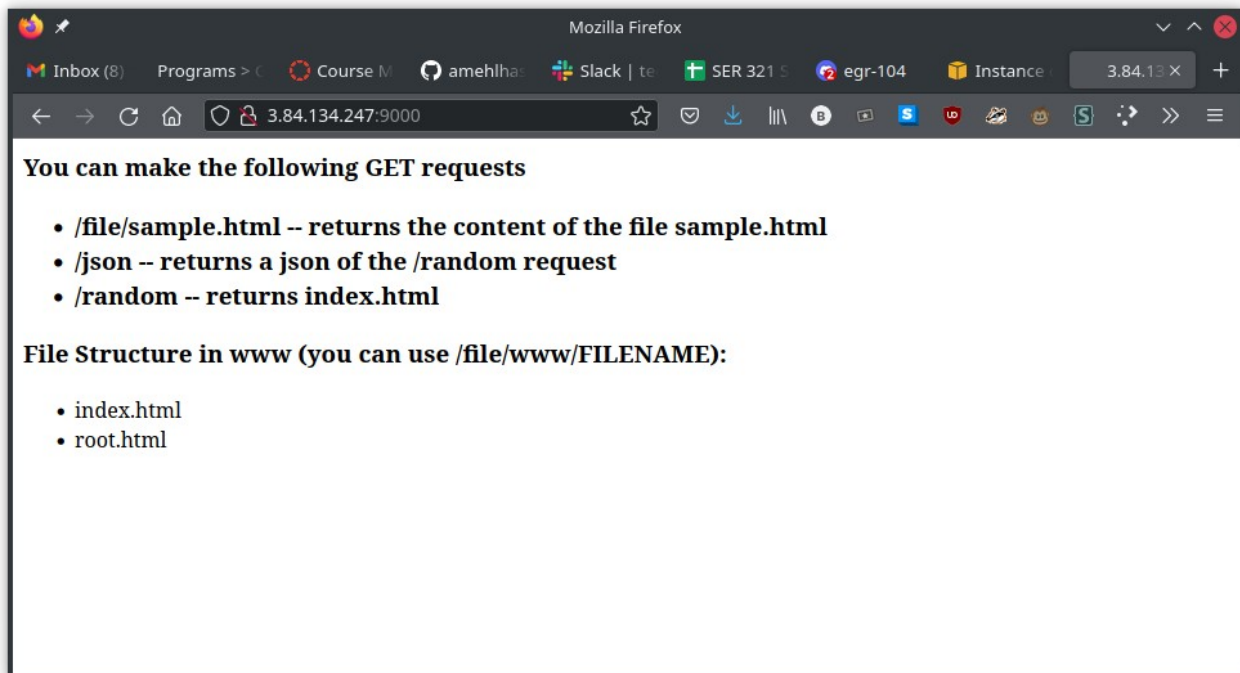 Mozilla Firefox
Inbox (8) Programs > Course M amehlhas Slack | te SER 321 S egr-104 Instance 3.84.13
3.84.134.247:9000
You can make the following GET requests
• /file/sample.html -- returns the content of the file sample.html
• /json -- returns a json of the /random request
• /random -- returns index.html
File Structure in www (you can use /file/www/FILENAME):
• index.html
• root.html